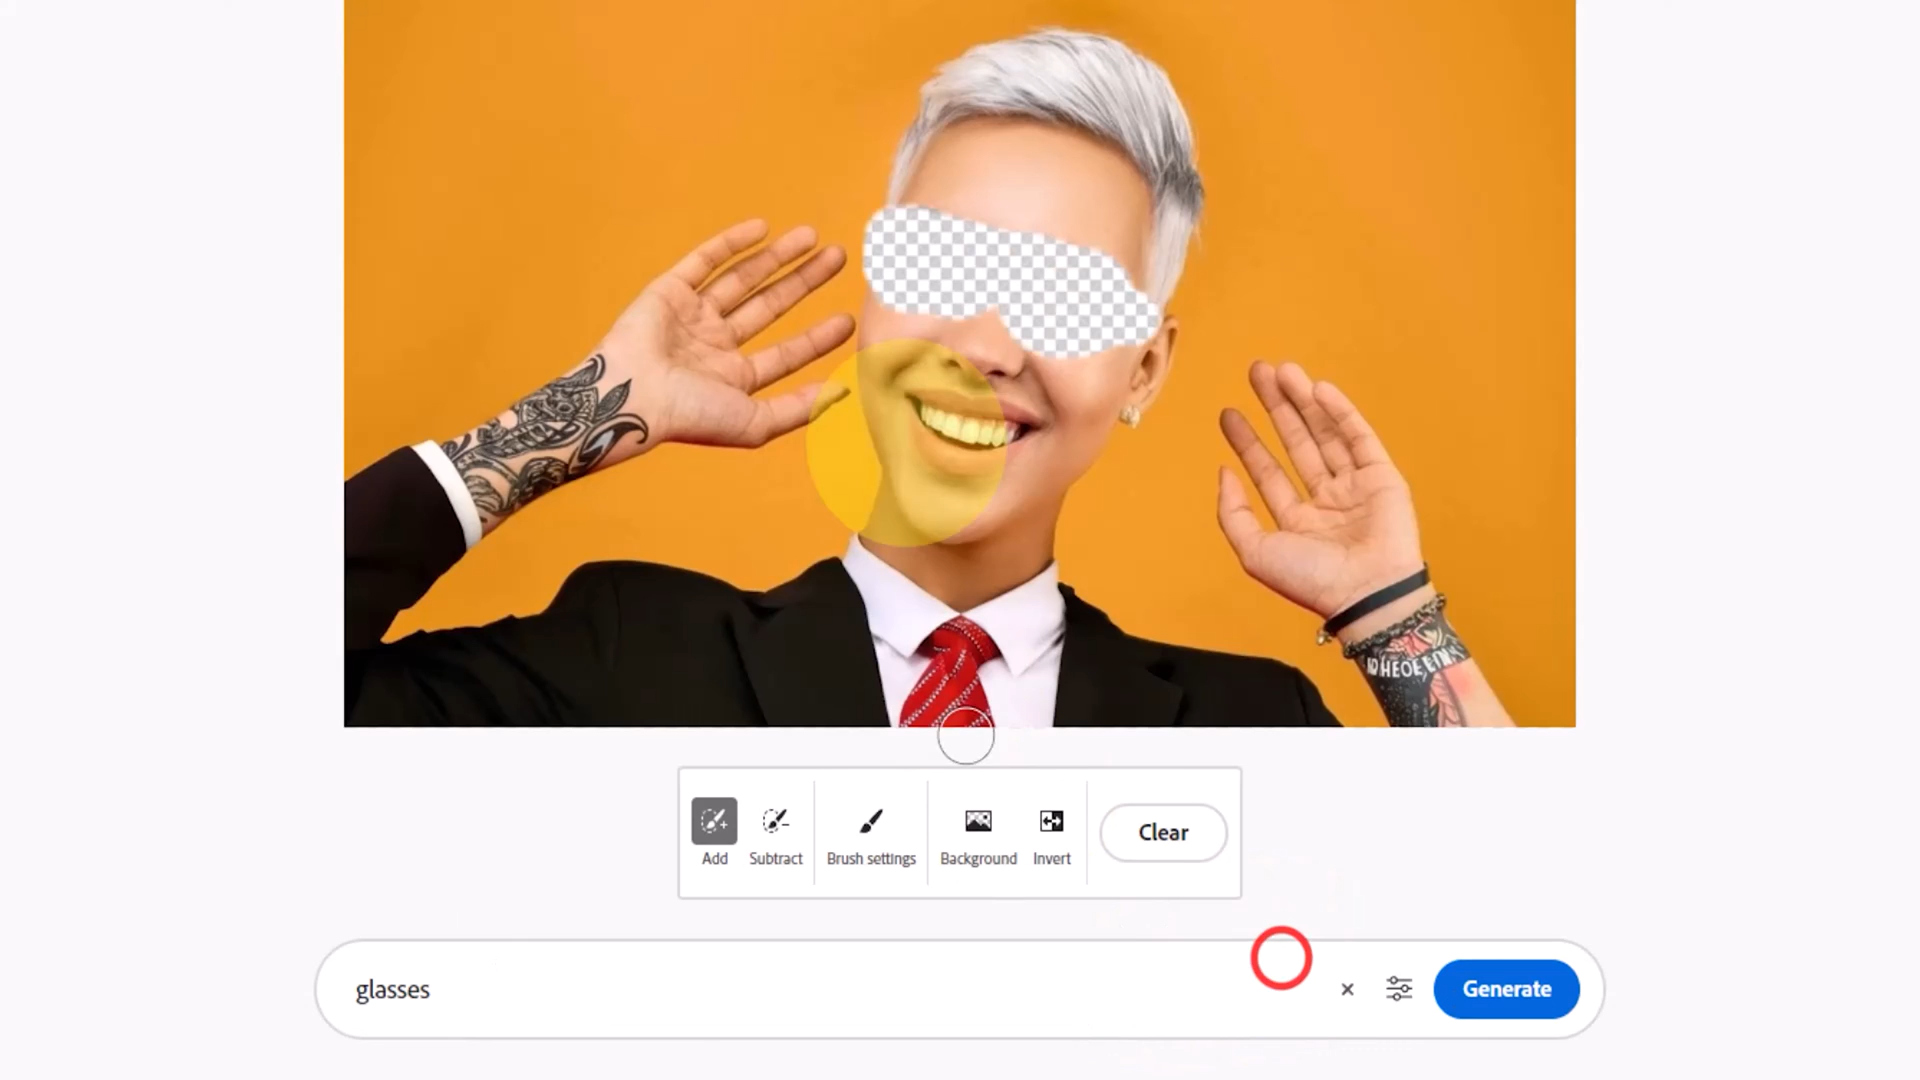 Add
Subtract
Brush settings
Background
Invert
Clear
glasses
×
Generate